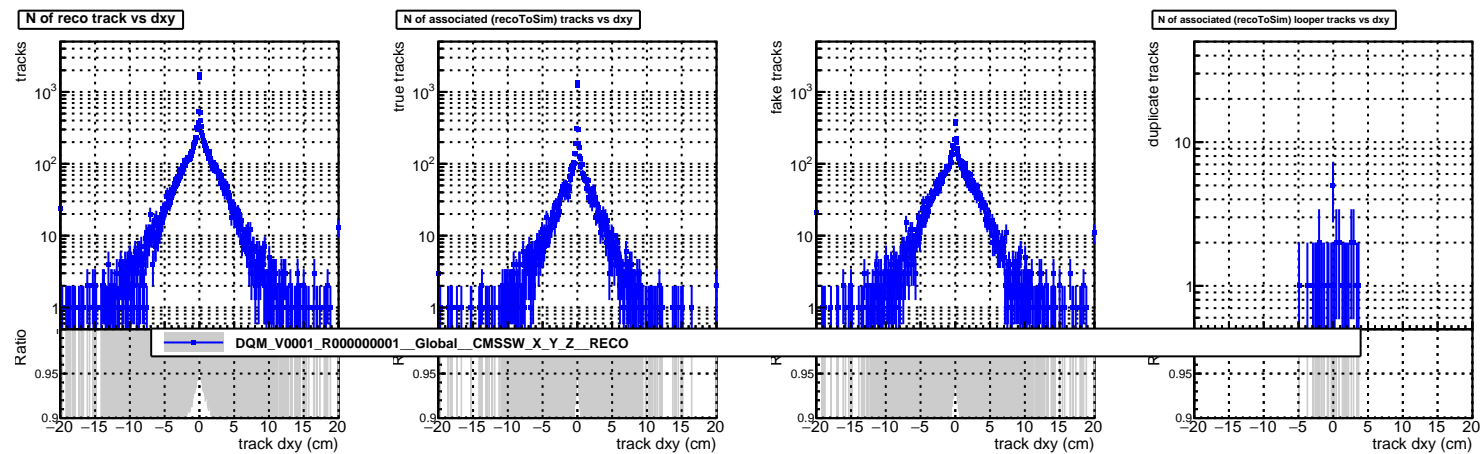 N of reco track vs dxy
N of associated (recoToSim) tracks vs dxy
N of associated (recoToSim) looper tracks vs dxy
tracks
10³
10²
10
1
true tracks
10³
10²
10
1
fake tracks
10³
10²
10
1
duplicate tracks
10
1
DQM_V0001_R000000001__Global__CMSSW_X_Y_Z__RECO
Ratio
0.95
0.9
−20 −15 −10 −5 0 5 10 15 20
track dxy (cm)
0.95
0.9
−20 −15 −10 −5 0 5 10 15 20
track dxy (cm)
0.95
0.9
−20 −15 −10 −5 0 5 10 15 20
track dxy (cm)
0.95
0.9
−20 −15 −10 −5 0 5 10 15 20
track dxy (cm)